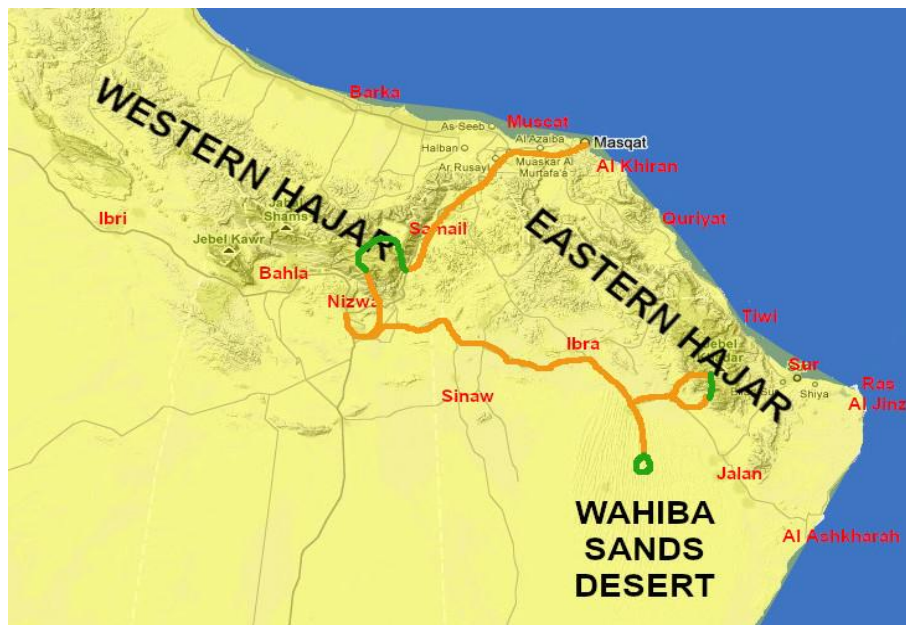 Barka
As Seeb
Muscat
Al Azaiba
Masqat
Halban
Ar Rusayl
Muaskar Al
Murtafa'a
Al Khiran
WESTERN HAJAR
Shams
Ibri
Samail
Quriyat
EASTERN HAJAR
Jebel Kawr
Bahla
Nizwa
Tiwi
Jebel
Ibra
Sur
Ras
Al Jinz
Shiya
Sinaw
Jalan
WAHIBA
SANDS
DESERT
Al Ashkharah